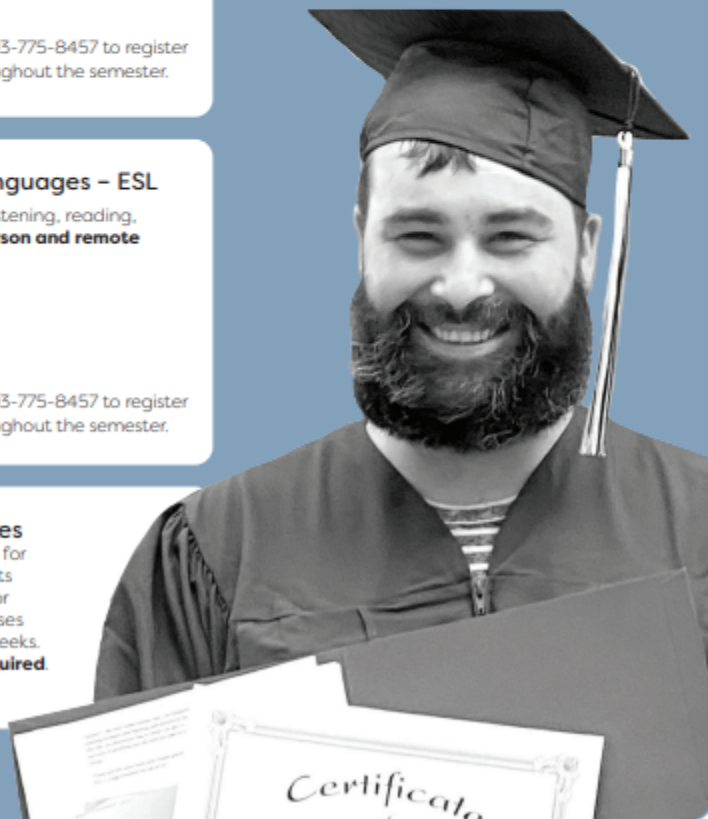 3-775-8457 to register
ghout the semester.
nguages – ESL
tening, reading,
son and remote
3-775-8457 to register
ghout the semester.
es
for
ts
or
ses
eeks.
uired.
Certificate